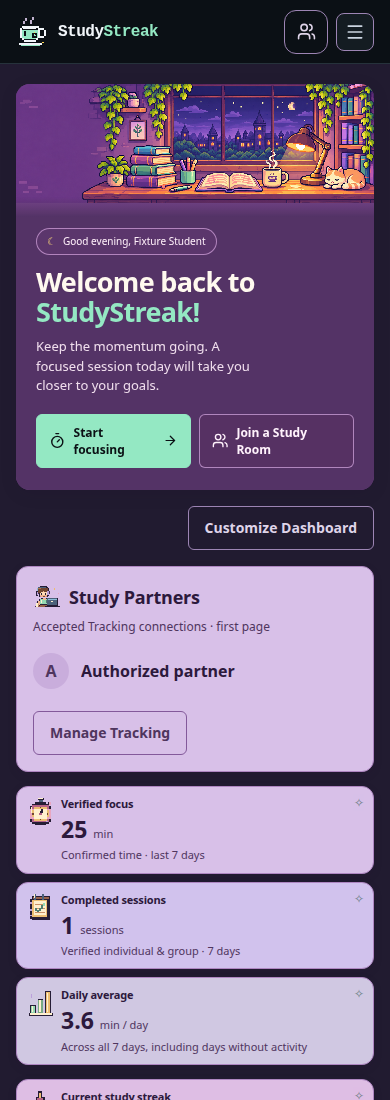 StudyStreak
Good evening, Fixture Student
Welcome back to
StudyStreak!
Keep the momentum going. A
focused session today will take you
closer to your goals.
Start
focusing
Join a Study
Room
Customize Dashboard
Study Partners
Accepted Tracking connections · first page
A
Authorized partner
Manage Tracking
Verified focus
25 min
Confirmed time · last 7 days
Completed sessions
1 sessions
Verified individual & group · 7 days
Daily average
3.6 min / day
Across all 7 days, including days without activity
Current study streak